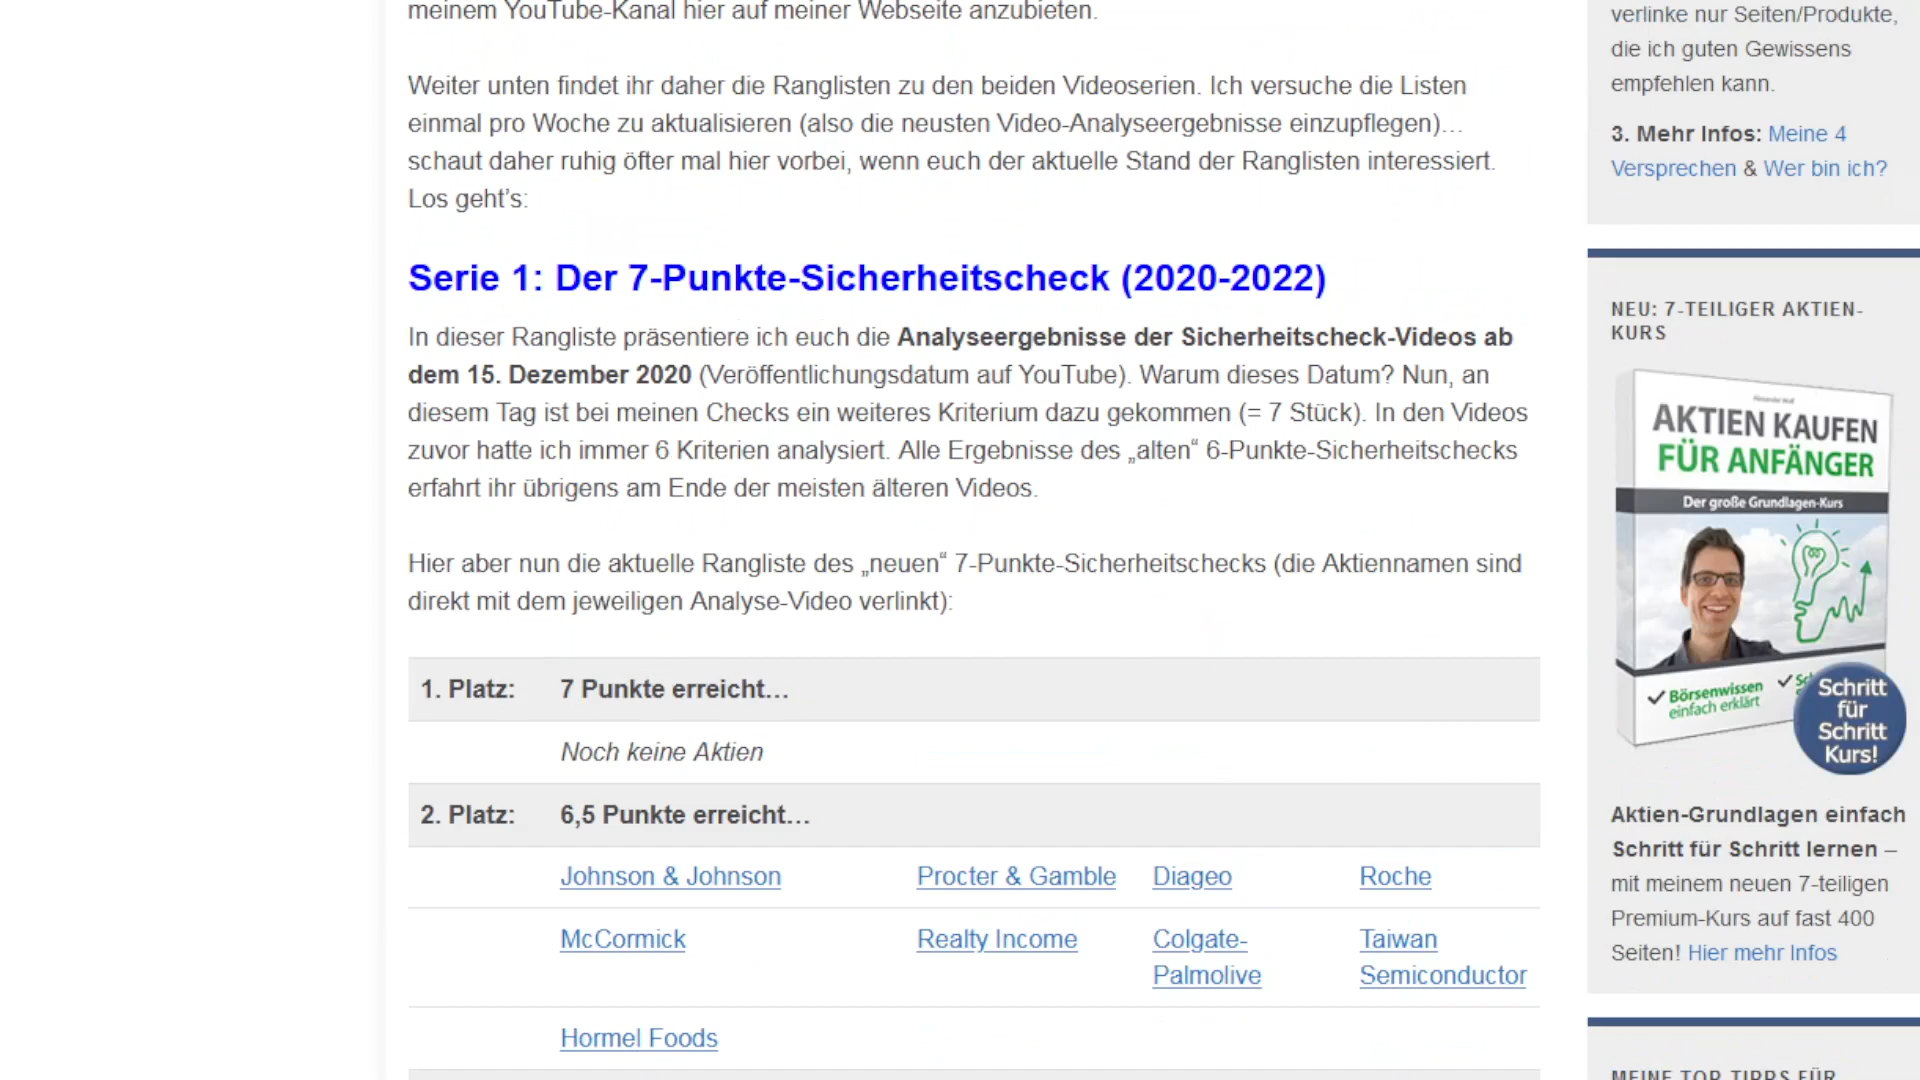 meinem YouTube-Kanal hier auf meiner Webseite anzubieten.
Weiter unten findet ihr daher die Ranglisten zu den beiden Videoserien. Ich versuche die Listen
einmal pro Woche zu aktualisieren (also die neusten Video-Analyseergebnisse einzupflegen)…
schaut daher ruhig öfter mal hier vorbei, wenn euch der aktuelle Stand der Ranglisten interessiert.
Los geht's:
Serie 1: Der 7-Punkte-Sicherheitscheck (2020-2022)
In dieser Rangliste präsentiere ich euch die Analyseergebnisse der Sicherheitscheck-Videos ab
dem 15. Dezember 2020 (Veröffentlichungsdatum auf YouTube). Warum dieses Datum? Nun, an
diesem Tag ist bei meinen Checks ein weiteres Kriterium dazu gekommen (= 7 Stück). In den Videos
zuvor hatte ich immer 6 Kriterien analysiert. Alle Ergebnisse des „alten“ 6-Punkte-Sicherheitschecks
erfahrt ihr übrigens am Ende der meisten älteren Videos.
Hier aber nun die aktuelle Rangliste des „neuen“ 7-Punkte-Sicherheitschecks (die Aktiennamen sind
direkt mit dem jeweiligen Analyse-Video verlinkt):
1. Platz: 7 Punkte erreicht…
Noch keine Aktien
2. Platz: 6,5 Punkte erreicht…
Johnson & Johnson Procter & Gamble Diageo Roche
McCormick Realty Income Colgate- Taiwan
Palmolive Semiconductor
Hormel Foods
verlinke nur Seiten/Produkte,
die ich guten Gewissens
empfehlen kann.
3. Mehr Infos: Meine 4
Versprechen & Wer bin ich?
NEU: 7-TEILIGER AKTIEN-
KURS
AKTIEN KAUFEN
FÜR ANFÄNGER
Der große Grundlagen-Kurs
Börsenwissen
einfach erklärt
Schritt
für
Schritt
Kurs!
Aktien-Grundlagen einfach
Schritt für Schritt lernen –
mit meinem neuen 7-teiligen
Premium-Kurs auf fast 400
Seiten! Hier mehr Infos
MEINE TOP TIPPS FÜR